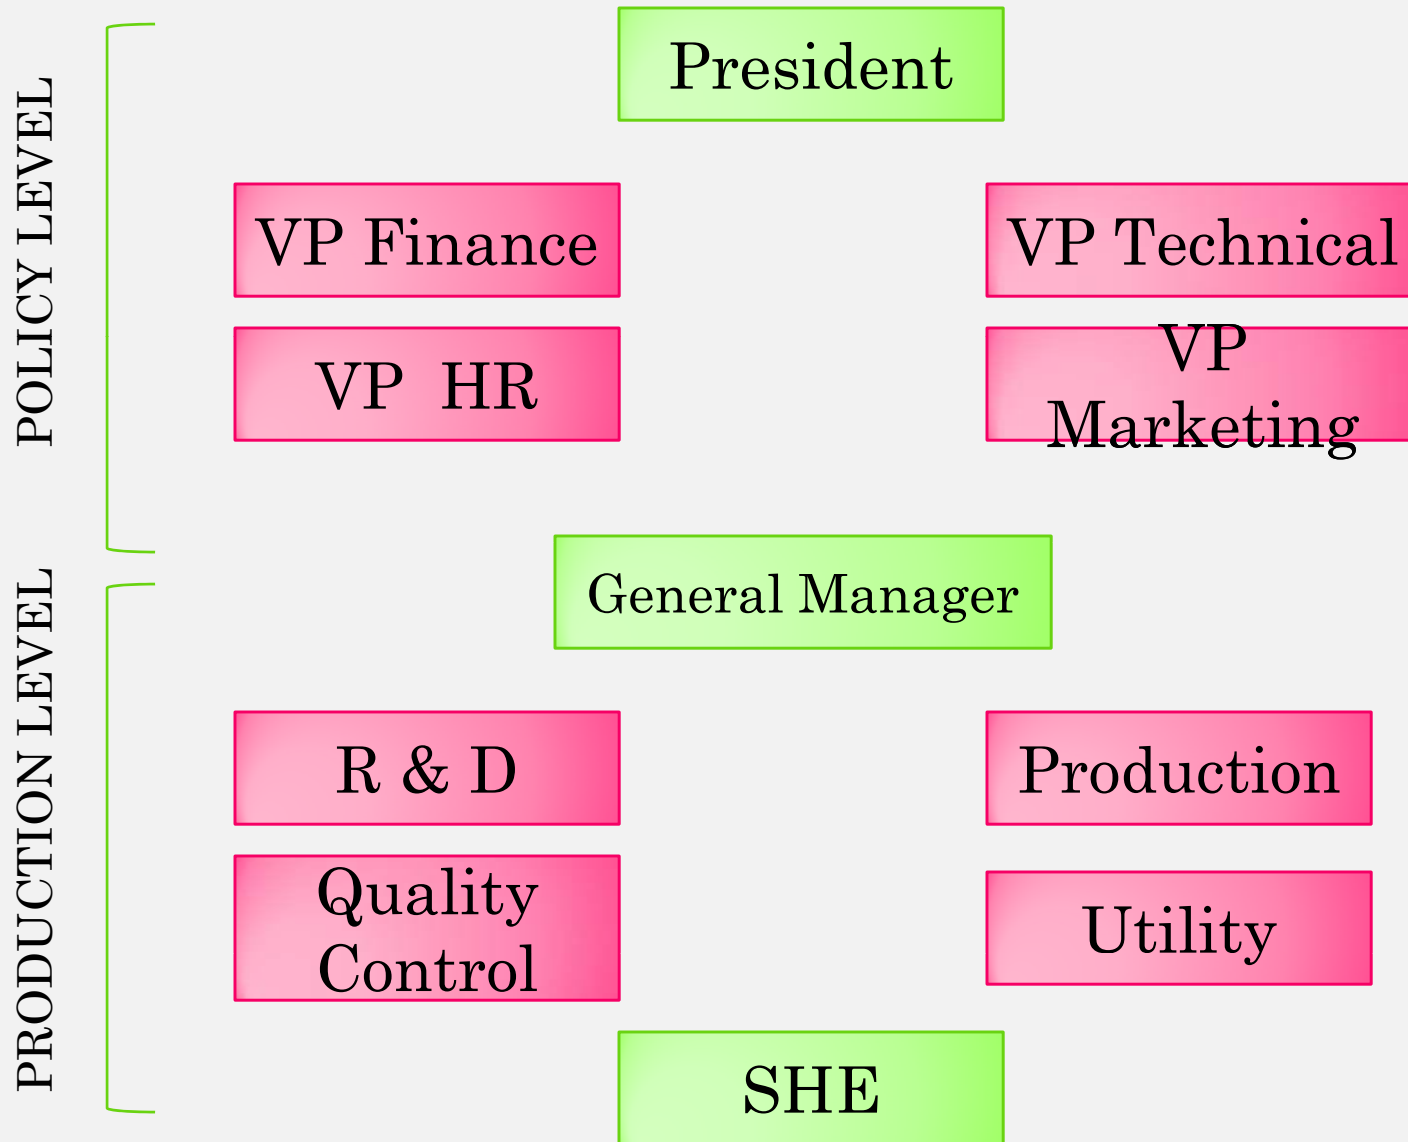 POLICY LEVEL
President
VP Finance
VP Technical
VP HR
VP
Marketing
PRODUCTION LEVEL
General Manager
R & D
Production
Quality
Control
Utility
SHE